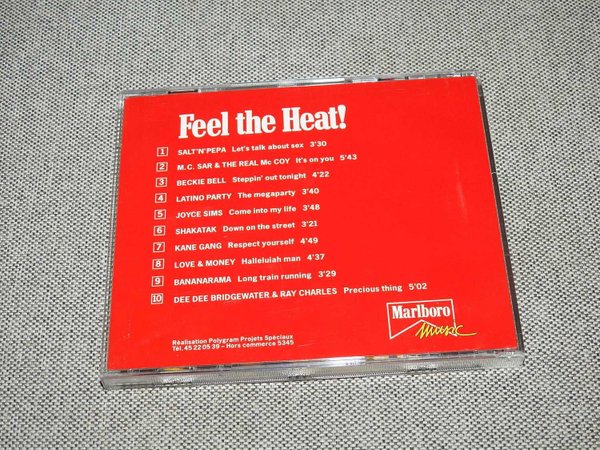 Feel the Heat!
1 SALT'N'PEPA Let's talk about sex 3'30
2 M.C. SAR & THE REAL Mc COY It's on you 5'43
3 BECKIE BELL Steppin' out tonight 4'22
4 LATINO PARTY The megaparty 3'40
5 JOYCE SIMS Come into my life 3'48
6 SHAKATAK Down on the street 3'21
7 KANE GANG Respect yourself 4'49
8 LOVE & MONEY Halleluiah man 4'37
9 BANANARAMA Long train running 3'29
10 DEE DEE BRIDGEWATER & RAY CHARLES Precious thing 5'02
Marlboro
Music
Réalisation Polygram Projets Spéciaux
Tél. 45 22 05 39 - Hors commerce 5345